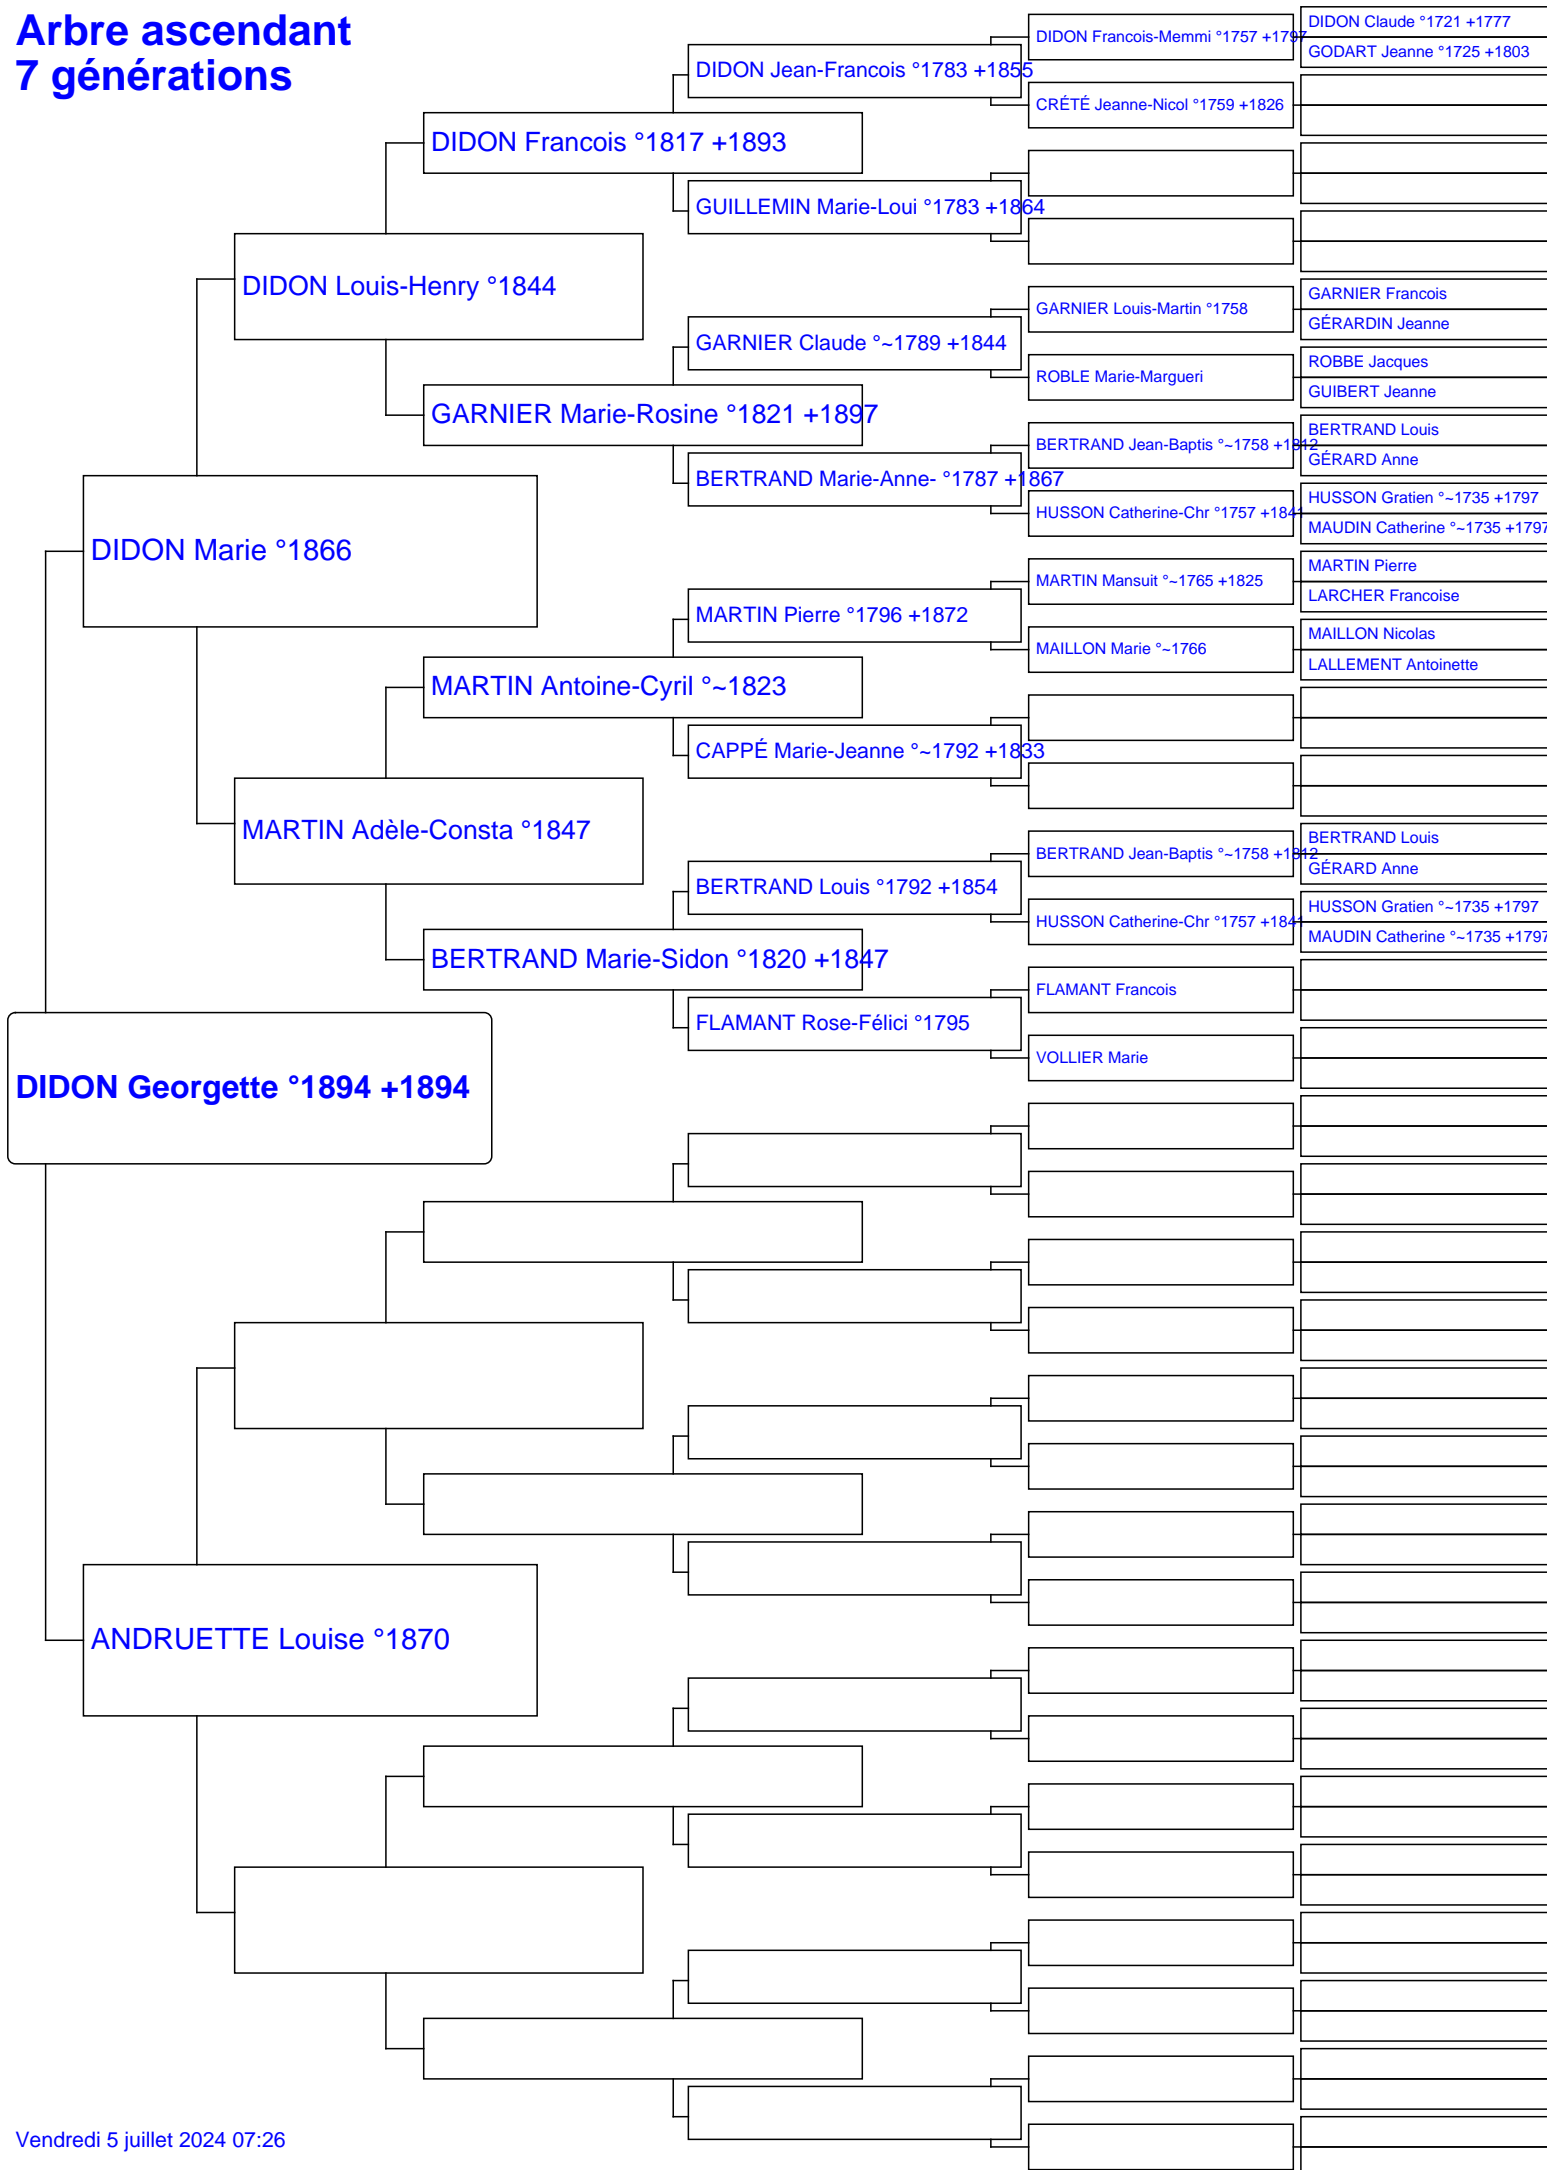 Arbre ascendant
7 générations
DIDON Georgette °1894 +1894
DIDON Marie °1866
ANDRUETTE Louise °1870
DIDON Louis-Henry °1844
MARTIN Adèle-Consta °1847
DIDON Francois °1817 +1893
GARNIER Marie-Rosine °1821 +1897
MARTIN Antoine-Cyril °~1823
BERTRAND Marie-Sidon °1820 +1847
DIDON Jean-Francois °1783 +1855
GUILLEMIN Marie-Loui °1783 +1864
GARNIER Claude °~1789 +1844
BERTRAND Marie-Anne- °1787 +1867
MARTIN Pierre °1796 +1872
CAPPÉ Marie-Jeanne °~1792 +1833
BERTRAND Louis °1792 +1854
FLAMANT Rose-Félici °1795
DIDON Francois-Memmi °1757 +1797
CRÉTÉ Jeanne-Nicol °1759 +1826
GARNIER Louis-Martin °1758
ROBLE Marie-Margueri
BERTRAND Jean-Baptis °~1758 +1812
HUSSON Catherine-Chr °1757 +1841
MARTIN Mansuit °~1765 +1825
MAILLON Marie °~1766
BERTRAND Jean-Baptis °~1758 +1812
HUSSON Catherine-Chr °1757 +1841
FLAMANT Francois
VOLLIER Marie
DIDON Claude °1721 +1777
GODART Jeanne °1725 +1803
GARNIER Francois
GÉRARDIN Jeanne
ROBBE Jacques
GUIBERT Jeanne
BERTRAND Louis
GÉRARD Anne
HUSSON Gratien °~1735 +1797
MAUDIN Catherine °~1735 +1797
MARTIN Pierre
LARCHER Francoise
MAILLON Nicolas
LALLEMENT Antoinette
BERTRAND Louis
GÉRARD Anne
HUSSON Gratien °~1735 +1797
MAUDIN Catherine °~1735 +1797
Vendredi 5 juillet 2024 07:26